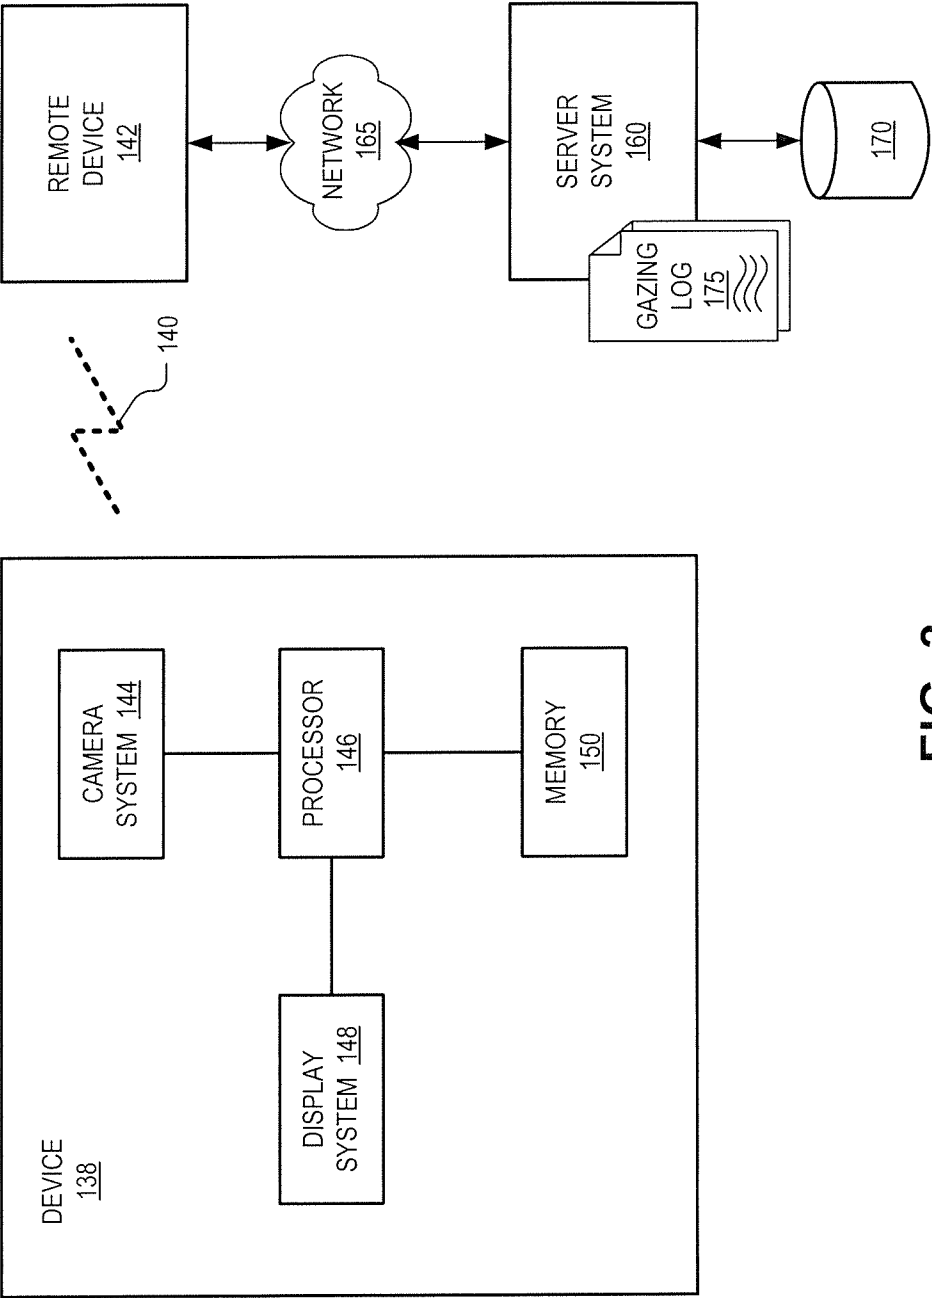 DEVICE
138
DISPLAY
SYSTEM 148
CAMERA
SYSTEM 144
PROCESSOR
146
MEMORY
150
140
REMOTE
DEVICE
142
NETWORK
165
SERVER
SYSTEM
160
GAZING
LOG
175
170
FIG.